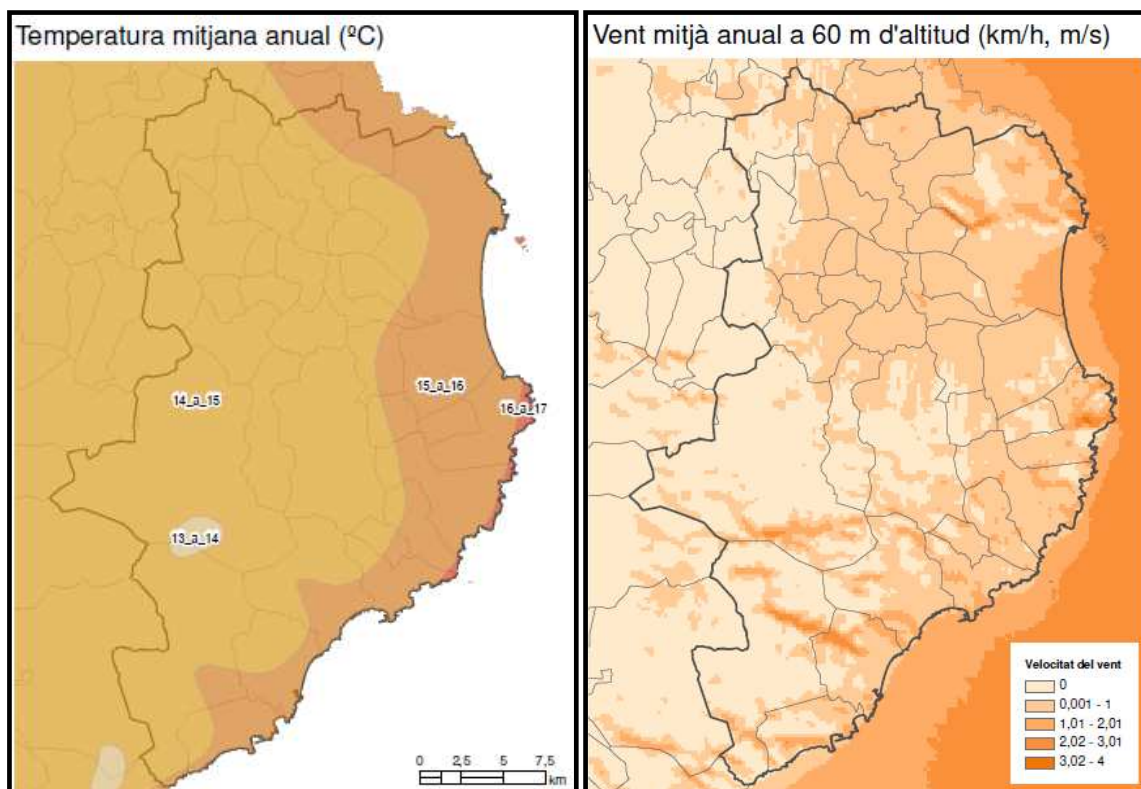 Temperatura mitjana anual (ºC)
14_a_15
15_a_16
16_a_17
13_a_14
0 2,5 5 7,5
km
Vent mitjà anual a 60 m d'altitud (km/h, m/s)
Velocitat del vent
0
0,001 - 1
1,01 - 2,01
2,02 - 3,01
3,02 - 4